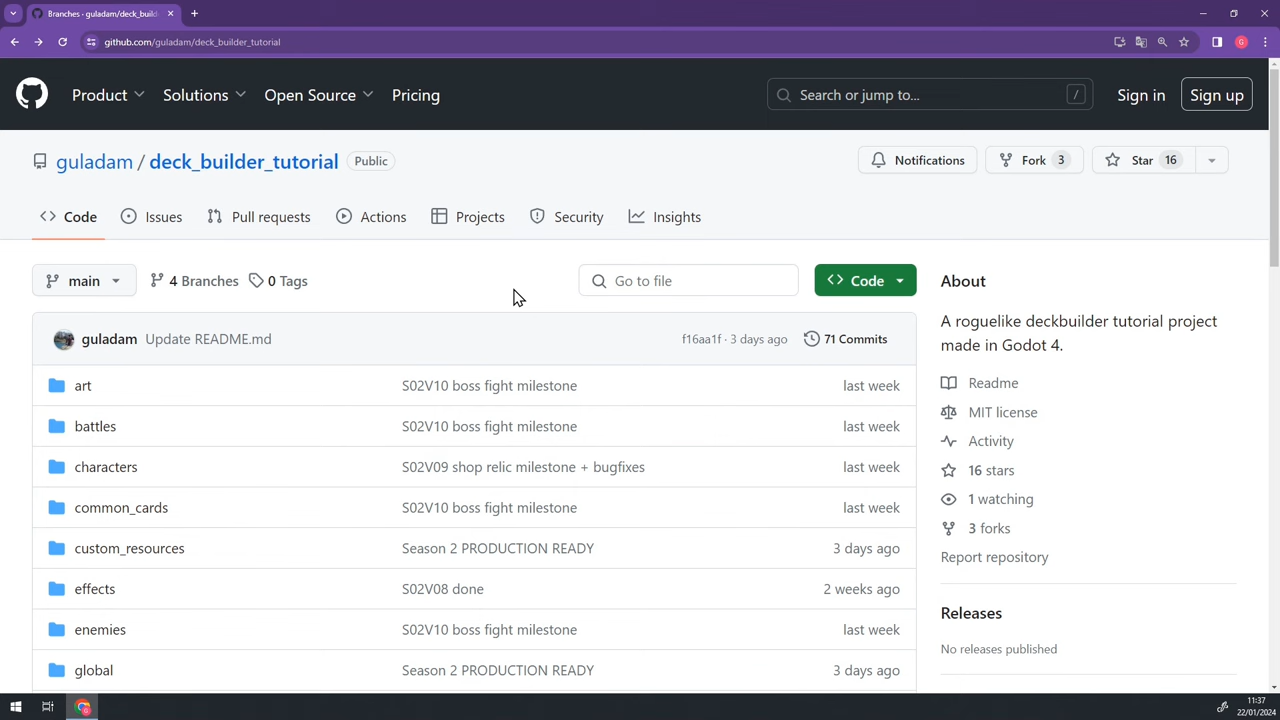 Branches · guladam/deck_build
github.com/guladam/deck_builder_tutorial
Product Solutions Open Source Pricing Search or jump to... / Sign in Sign up
guladam / deck_builder_tutorial Public Notifications Fork 3 Star 16
Code Issues Pull requests Actions Projects Security Insights
main 4 Branches 0 Tags Go to file Code
guladam Update README.md f16aa1f · 3 days ago 71 Commits
art S02V10 boss fight milestone last week
battles S02V10 boss fight milestone last week
characters S02V09 shop relic milestone + bugfixes last week
common_cards S02V10 boss fight milestone last week
custom_resources Season 2 PRODUCTION READY 3 days ago
effects S02V08 done 2 weeks ago
enemies S02V10 boss fight milestone last week
global Season 2 PRODUCTION READY 3 days ago
About
A roguelike deckbuilder tutorial project
made in Godot 4.
Readme
MIT license
Activity
16 stars
1 watching
3 forks
Report repository
Releases
No releases published
G
11:37
22/01/2024